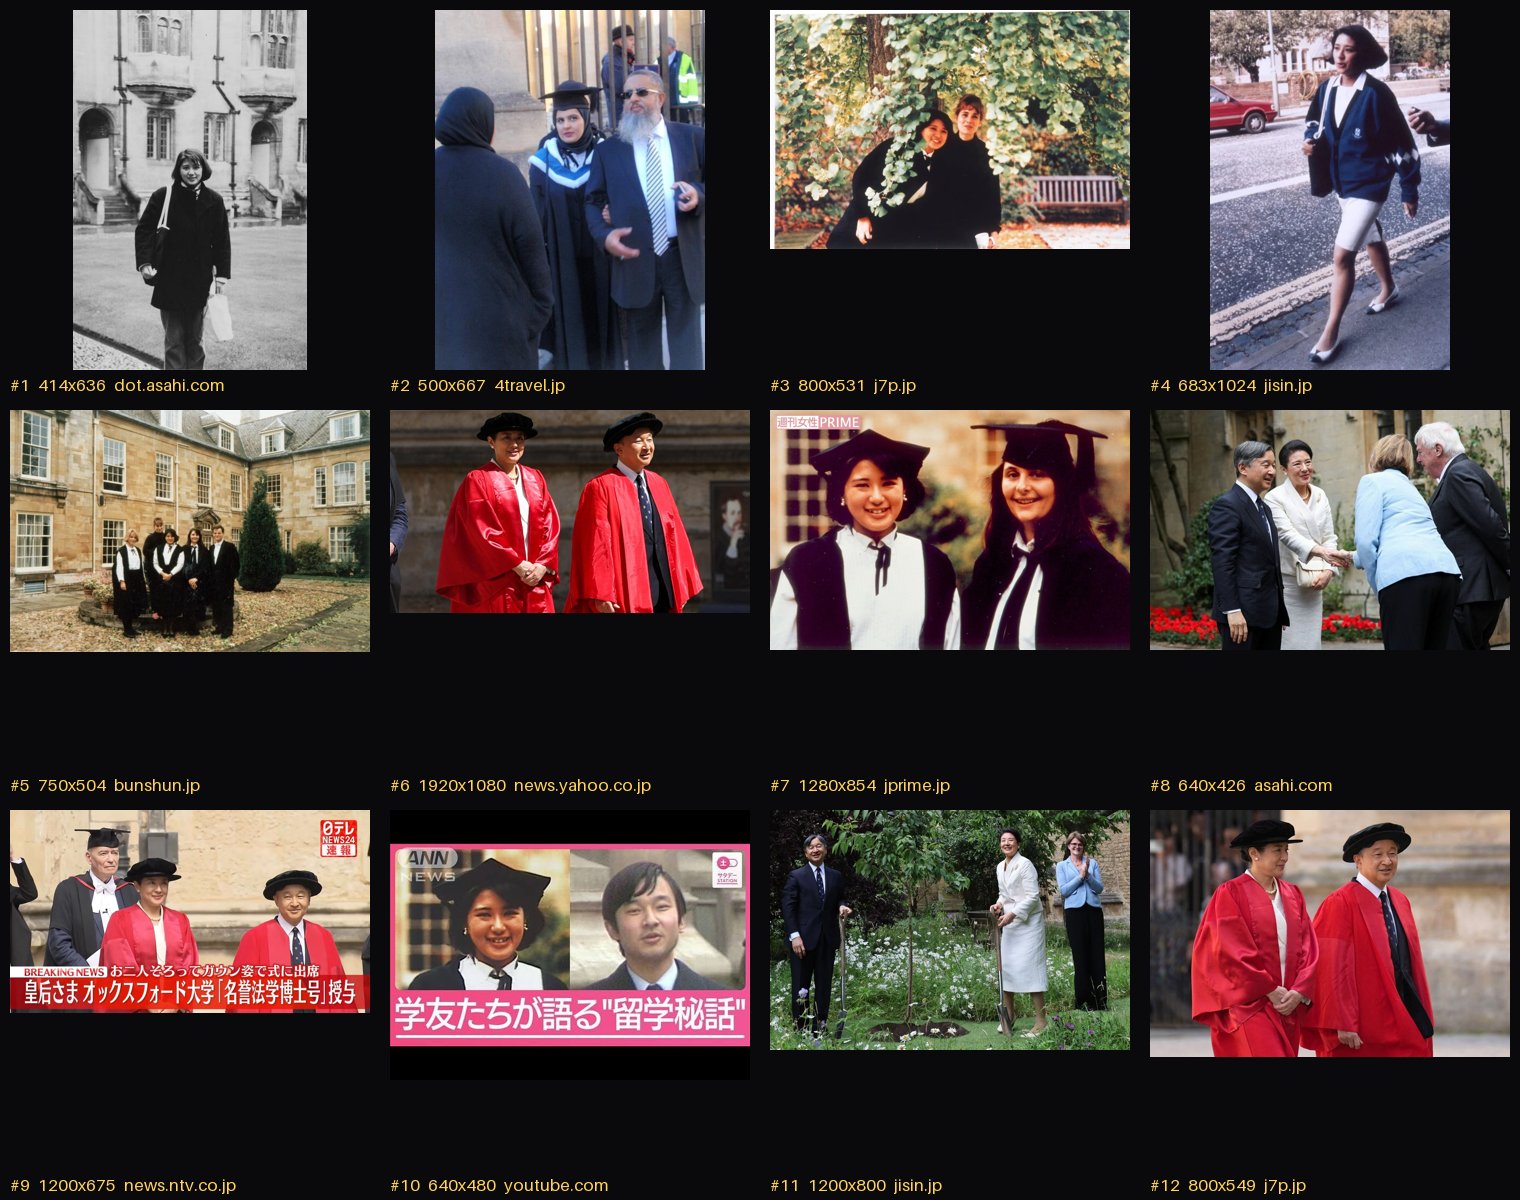 #1 414x636 dot.asahi.com
#2 500x667 4travel.jp
#3 800x531 j7p.jp
#4 683x1024 jisin.jp
週刊女性PRIME
#5 750x504 bunshun.jp
#6 1920x1080 news.yahoo.co.jp
#7 1280x854 jprime.jp
#8 640x426 asahi.com
日テレ
NEWS24
速報
BREAKING NEWS お二人そろってガウン姿で式に出席
皇后さま オックスフォード大学「名誉法学博士号」授与
ANN
NEWS
土
サタデー
STATION
学友たちが語る"留学秘話"
#9 1200x675 news.ntv.co.jp
#10 640x480 youtube.com
#11 1200x800 jisin.jp
#12 800x549 j7p.jp